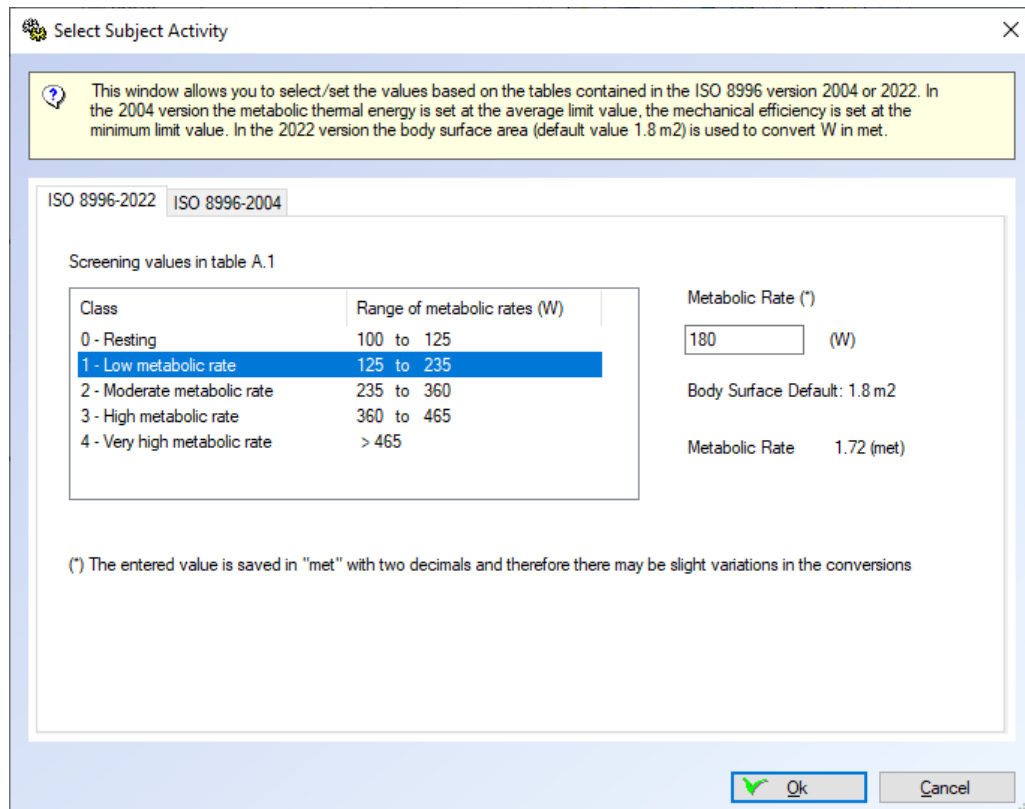 Select Subject Activity
This window allows you to select/set the values based on the tables contained in the ISO 8996 version 2004 or 2022. In
the 2004 version the metabolic thermal energy is set at the average limit value, the mechanical efficiency is set at the
minimum limit value. In the 2022 version the body surface area (default value 1.8 m2) is used to convert W in met.
ISO 8996-2022 ISO 8996-2004
Screening values in table A.1
Class Range of metabolic rates (W)
0 - Resting 100 to 125
1 - Low metabolic rate 125 to 235
2 - Moderate metabolic rate 235 to 360
3 - High metabolic rate 360 to 465
4 - Very high metabolic rate > 465
Metabolic Rate (*)
180 (W)
Body Surface Default: 1.8 m2
Metabolic Rate 1.72 (met)
(*) The entered value is saved in "met" with two decimals and therefore there may be slight variations in the conversions
Ok Cancel